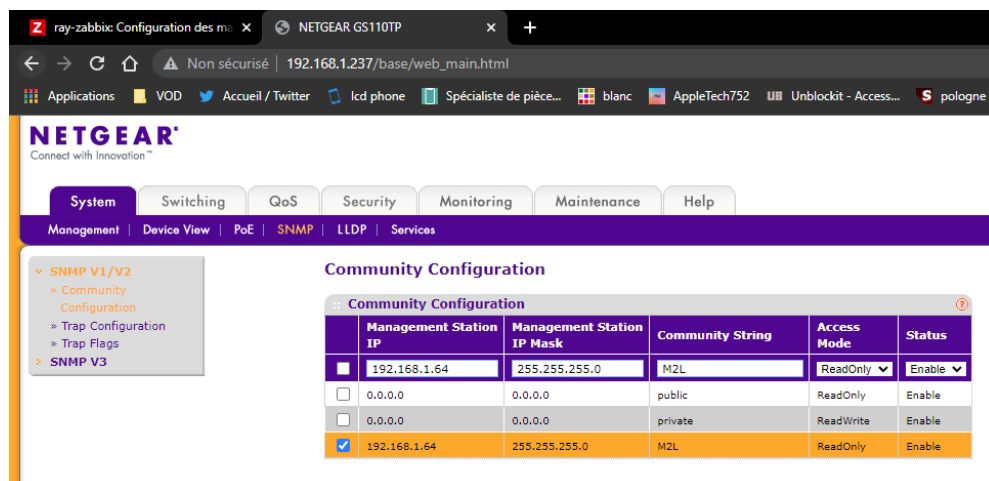 Z ray-zabbix: Configuration des ma × NETGEAR GS110TP × +
Non sécurisé | 192.168.1.237/base/web_main.html
Applications VOD Accueil / Twitter lcd phone Spécialiste de pièce... blanc AppleTech752 UB Unblockit - Access... S pologne
NETGEAR®
Connect with Innovation™
System Switching QoS Security Monitoring Maintenance Help
Management | Device View | PoE | SNMP | LLDP | Services
SNMP V1/V2
» Community
Configuration
» Trap Configuration
» Trap Flags
SNMP V3
Community Configuration
Community Configuration ?
Management Station IP Management Station IP Mask Community String Access Mode Status
192.168.1.64 255.255.255.0 M2L ReadOnly Enable
0.0.0.0 0.0.0.0 public ReadOnly Enable
0.0.0.0 0.0.0.0 private ReadWrite Enable
192.168.1.64 255.255.255.0 M2L ReadOnly Enable